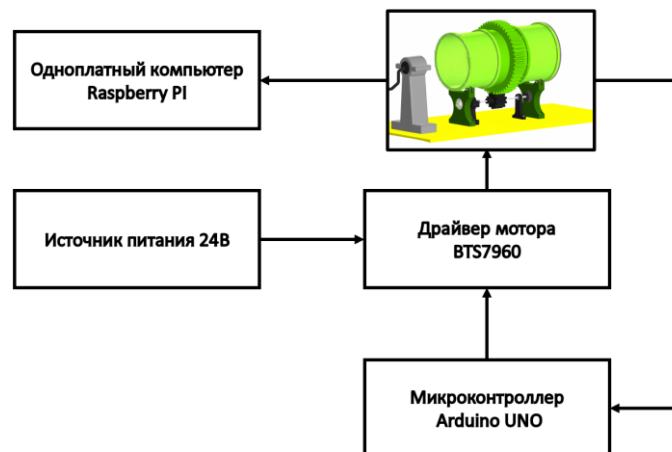 Одноплатный компьютер
Raspberry PI
Источник питания 24В
Драйвер мотора
BTS7960
Микроконтроллер
Arduino UNO